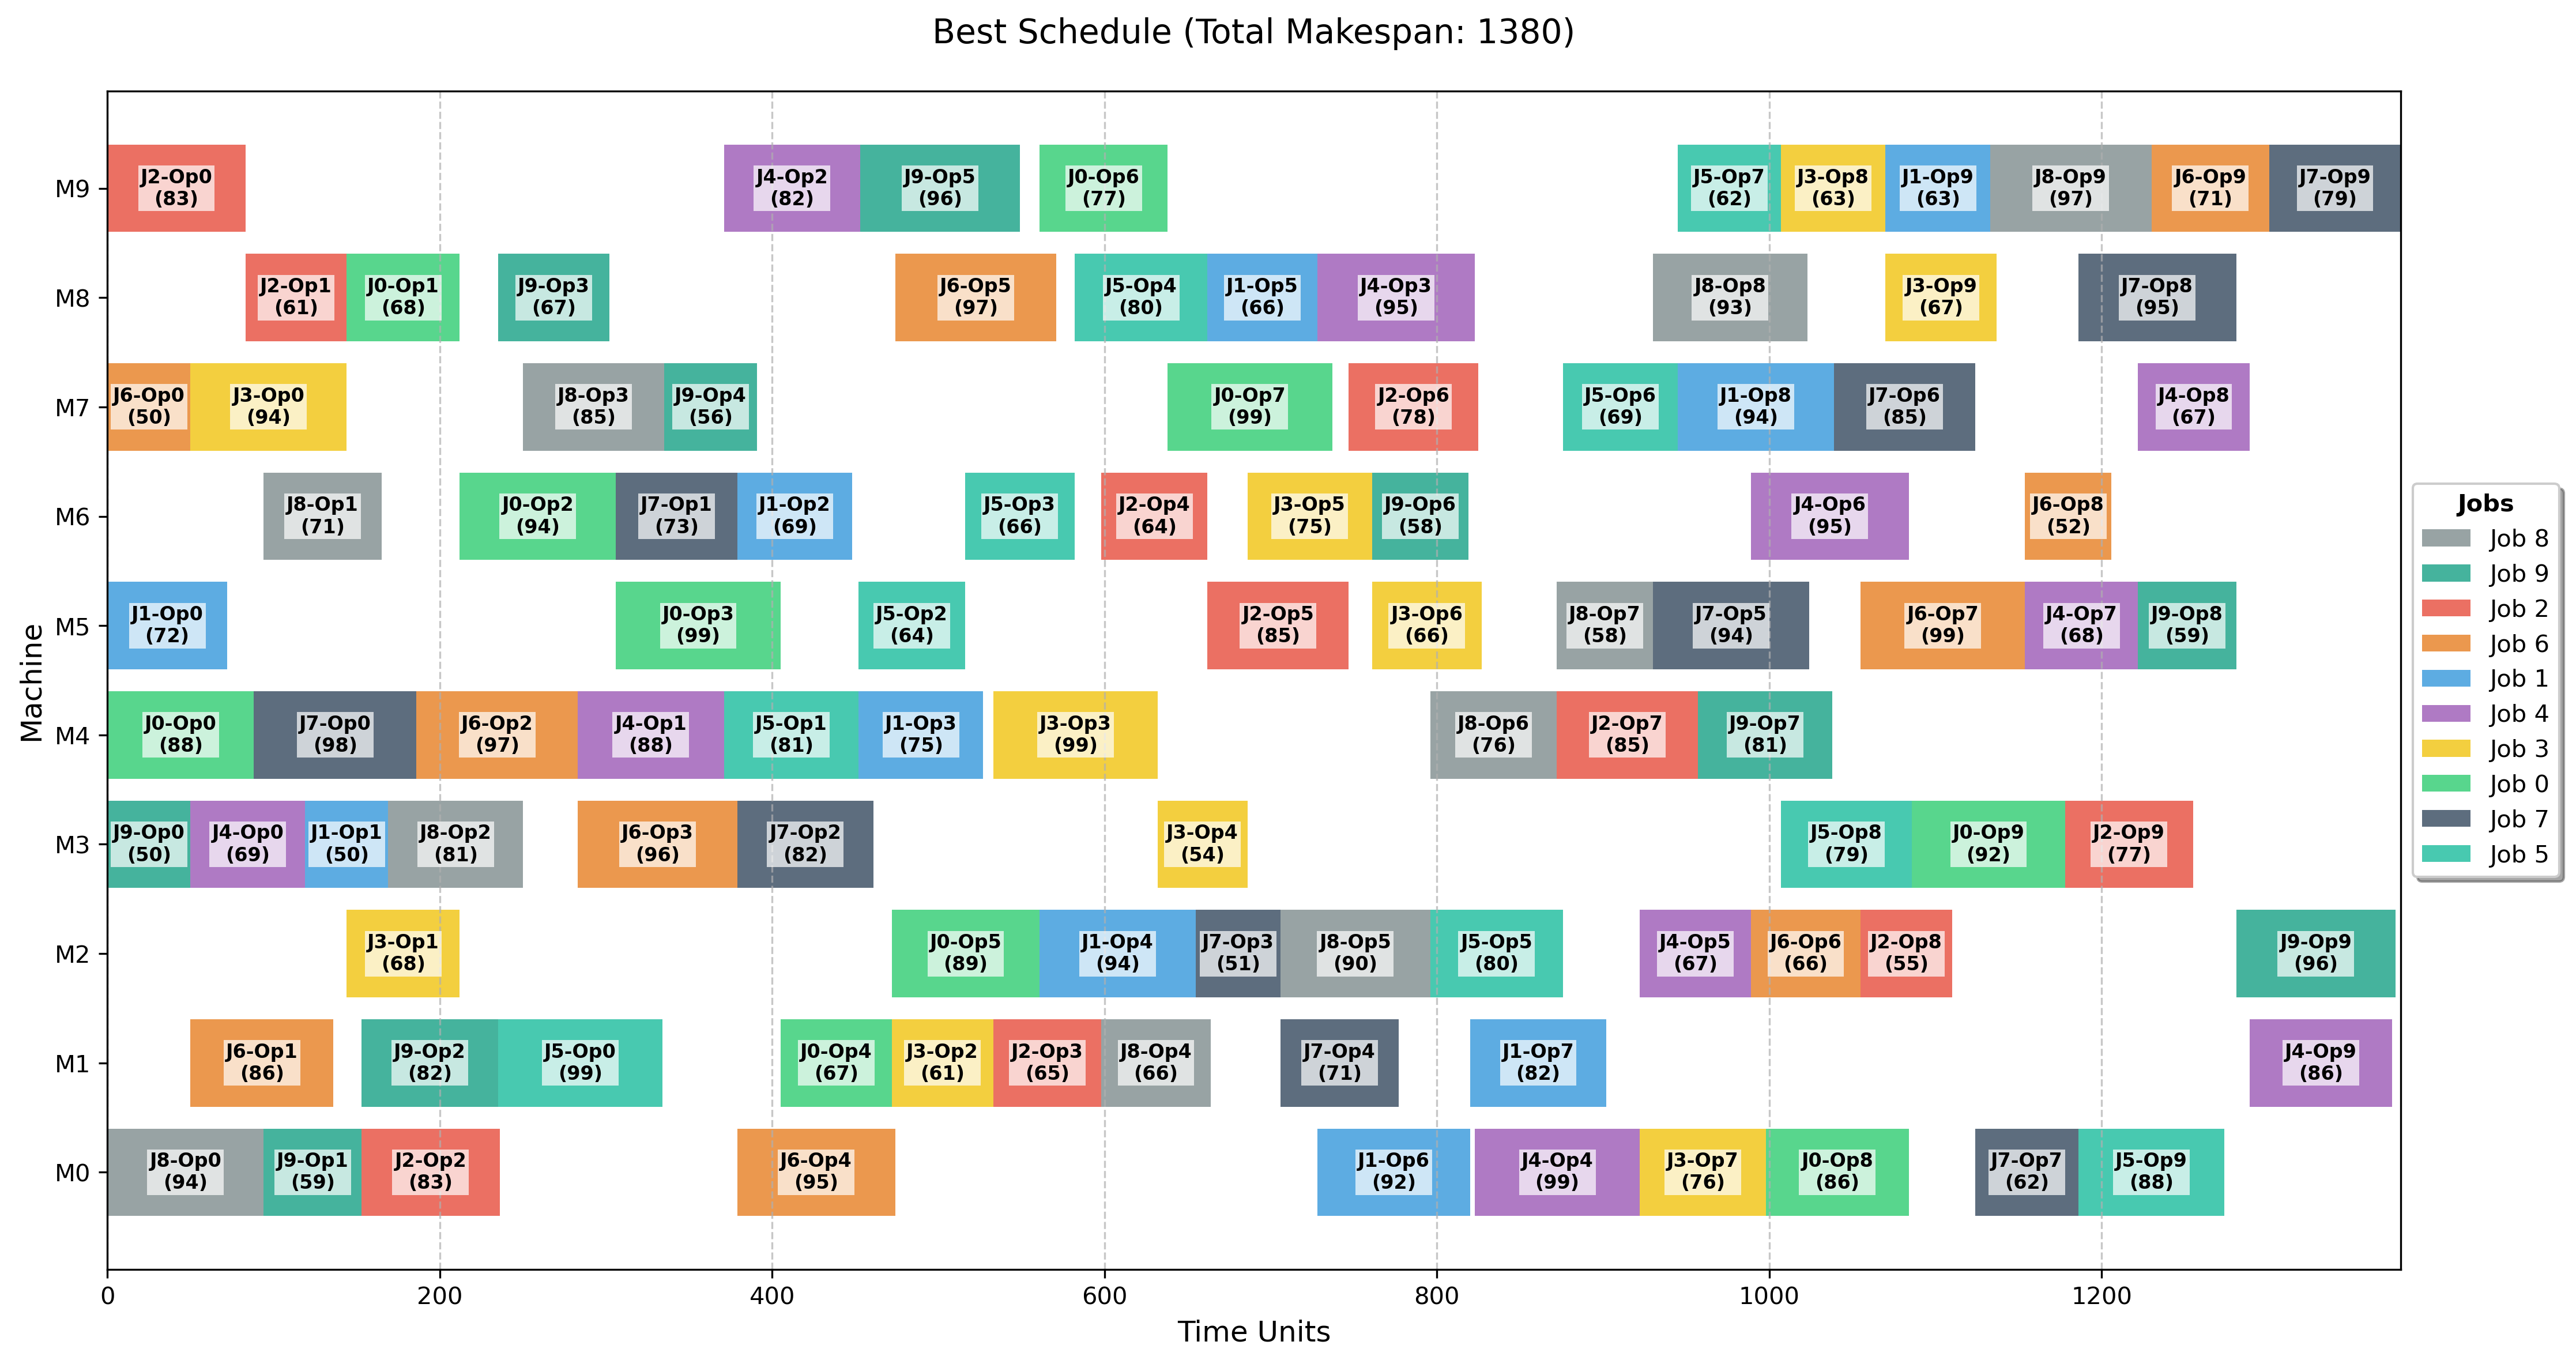 Best Schedule (Total Makespan: 1380)
Machine
M9
J2-Op0
(83)
J4-Op2
(82)
J9-Op5
(96)
J0-Op6
(77)
J5-Op7
(62)
J3-Op8
(63)
J1-Op9
(63)
J8-Op9
(97)
J6-Op9
(71)
J7-Op9
(79)
M8
J2-Op1
(61)
J0-Op1
(68)
J9-Op3
(67)
J6-Op5
(97)
J5-Op4
(80)
J1-Op5
(66)
J4-Op3
(95)
J8-Op8
(93)
J3-Op9
(67)
J7-Op8
(95)
M7
J6-Op0
(50)
J3-Op0
(94)
J8-Op3
(85)
J9-Op4
(56)
J0-Op7
(99)
J2-Op6
(78)
J5-Op6
(69)
J1-Op8
(94)
J7-Op6
(85)
J4-Op8
(67)
M6
J8-Op1
(71)
J0-Op2
(94)
J7-Op1
(73)
J1-Op2
(69)
J5-Op3
(66)
J2-Op4
(64)
J3-Op5
(75)
J9-Op6
(58)
J4-Op6
(95)
J6-Op8
(52)
M5
J1-Op0
(72)
J0-Op3
(99)
J5-Op2
(64)
J2-Op5
(85)
J3-Op6
(66)
J8-Op7
(58)
J7-Op5
(94)
J6-Op7
(99)
J4-Op7
(68)
J9-Op8
(59)
M4
J0-Op0
(88)
J7-Op0
(98)
J6-Op2
(97)
J4-Op1
(88)
J5-Op1
(81)
J1-Op3
(75)
J3-Op3
(99)
J8-Op6
(76)
J2-Op7
(85)
J9-Op7
(81)
M3
J9-Op0
(50)
J4-Op0
(69)
J1-Op1
(50)
J8-Op2
(81)
J6-Op3
(96)
J7-Op2
(82)
J3-Op4
(54)
J5-Op8
(79)
J0-Op9
(92)
J2-Op9
(77)
M2
J3-Op1
(68)
J0-Op5
(89)
J1-Op4
(94)
J7-Op3
(51)
J8-Op5
(90)
J5-Op5
(80)
J4-Op5
(67)
J6-Op6
(66)
J2-Op8
(55)
J9-Op9
(96)
M1
J6-Op1
(86)
J9-Op2
(82)
J5-Op0
(99)
J0-Op4
(67)
J3-Op2
(61)
J2-Op3
(65)
J8-Op4
(66)
J7-Op4
(71)
J1-Op7
(82)
J4-Op9
(86)
M0
J8-Op0
(94)
J9-Op1
(59)
J2-Op2
(83)
J6-Op4
(95)
J1-Op6
(92)
J4-Op4
(99)
J3-Op7
(76)
J0-Op8
(86)
J7-Op7
(62)
J5-Op9
(88)
0
200
400
600
800
1000
1200
Time Units
Jobs
Job 8
Job 9
Job 2
Job 6
Job 1
Job 4
Job 3
Job 0
Job 7
Job 5